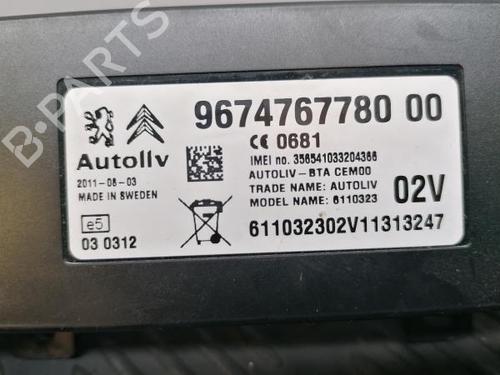 B-PARTS
9674767780 00
CE 0681
IMEI no. 356541033204366
AUTOLIV-BTA CEM00
TRADE NAME: AUTOLIV
MODEL NAME: 6110323
02V
611032302V11313247
Autoliv
2011-08-03
MADE IN SWEDEN
e5
03 0312